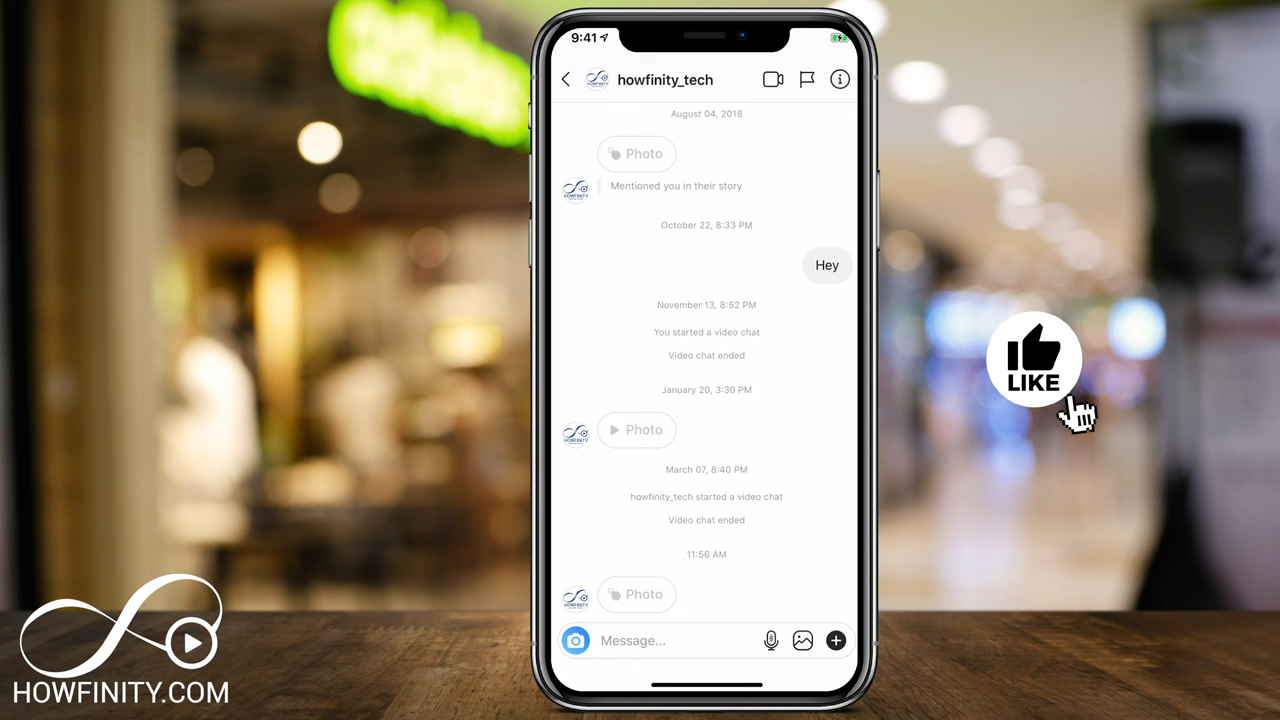 9:41
howfinity_tech
August 04, 2018
Photo
Mentioned you in their story
October 22, 8:33 PM
Hey
November 13, 8:52 PM
You started a video chat
Video chat ended
January 20, 3:30 PM
Photo
March 07, 8:40 PM
howfinity_tech started a video chat
Video chat ended
11:56 AM
Photo
Message...
LIKE
HOWFINITY.COM